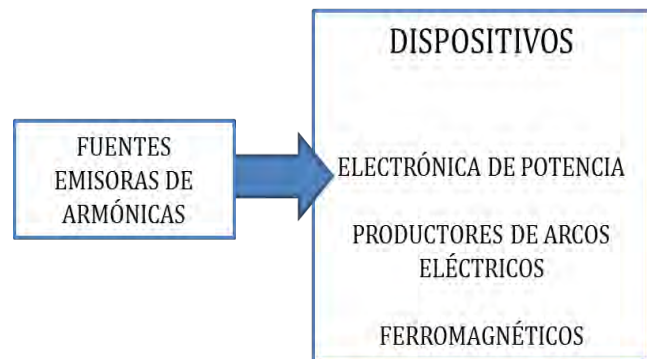 FUENTES
EMISORAS DE
ARMÓNICAS
DISPOSITIVOS
ELECTRÓNICA DE POTENCIA
PRODUCTORES DE ARCOS
ELÉCTRICOS
FERROMAGNÉTICOS